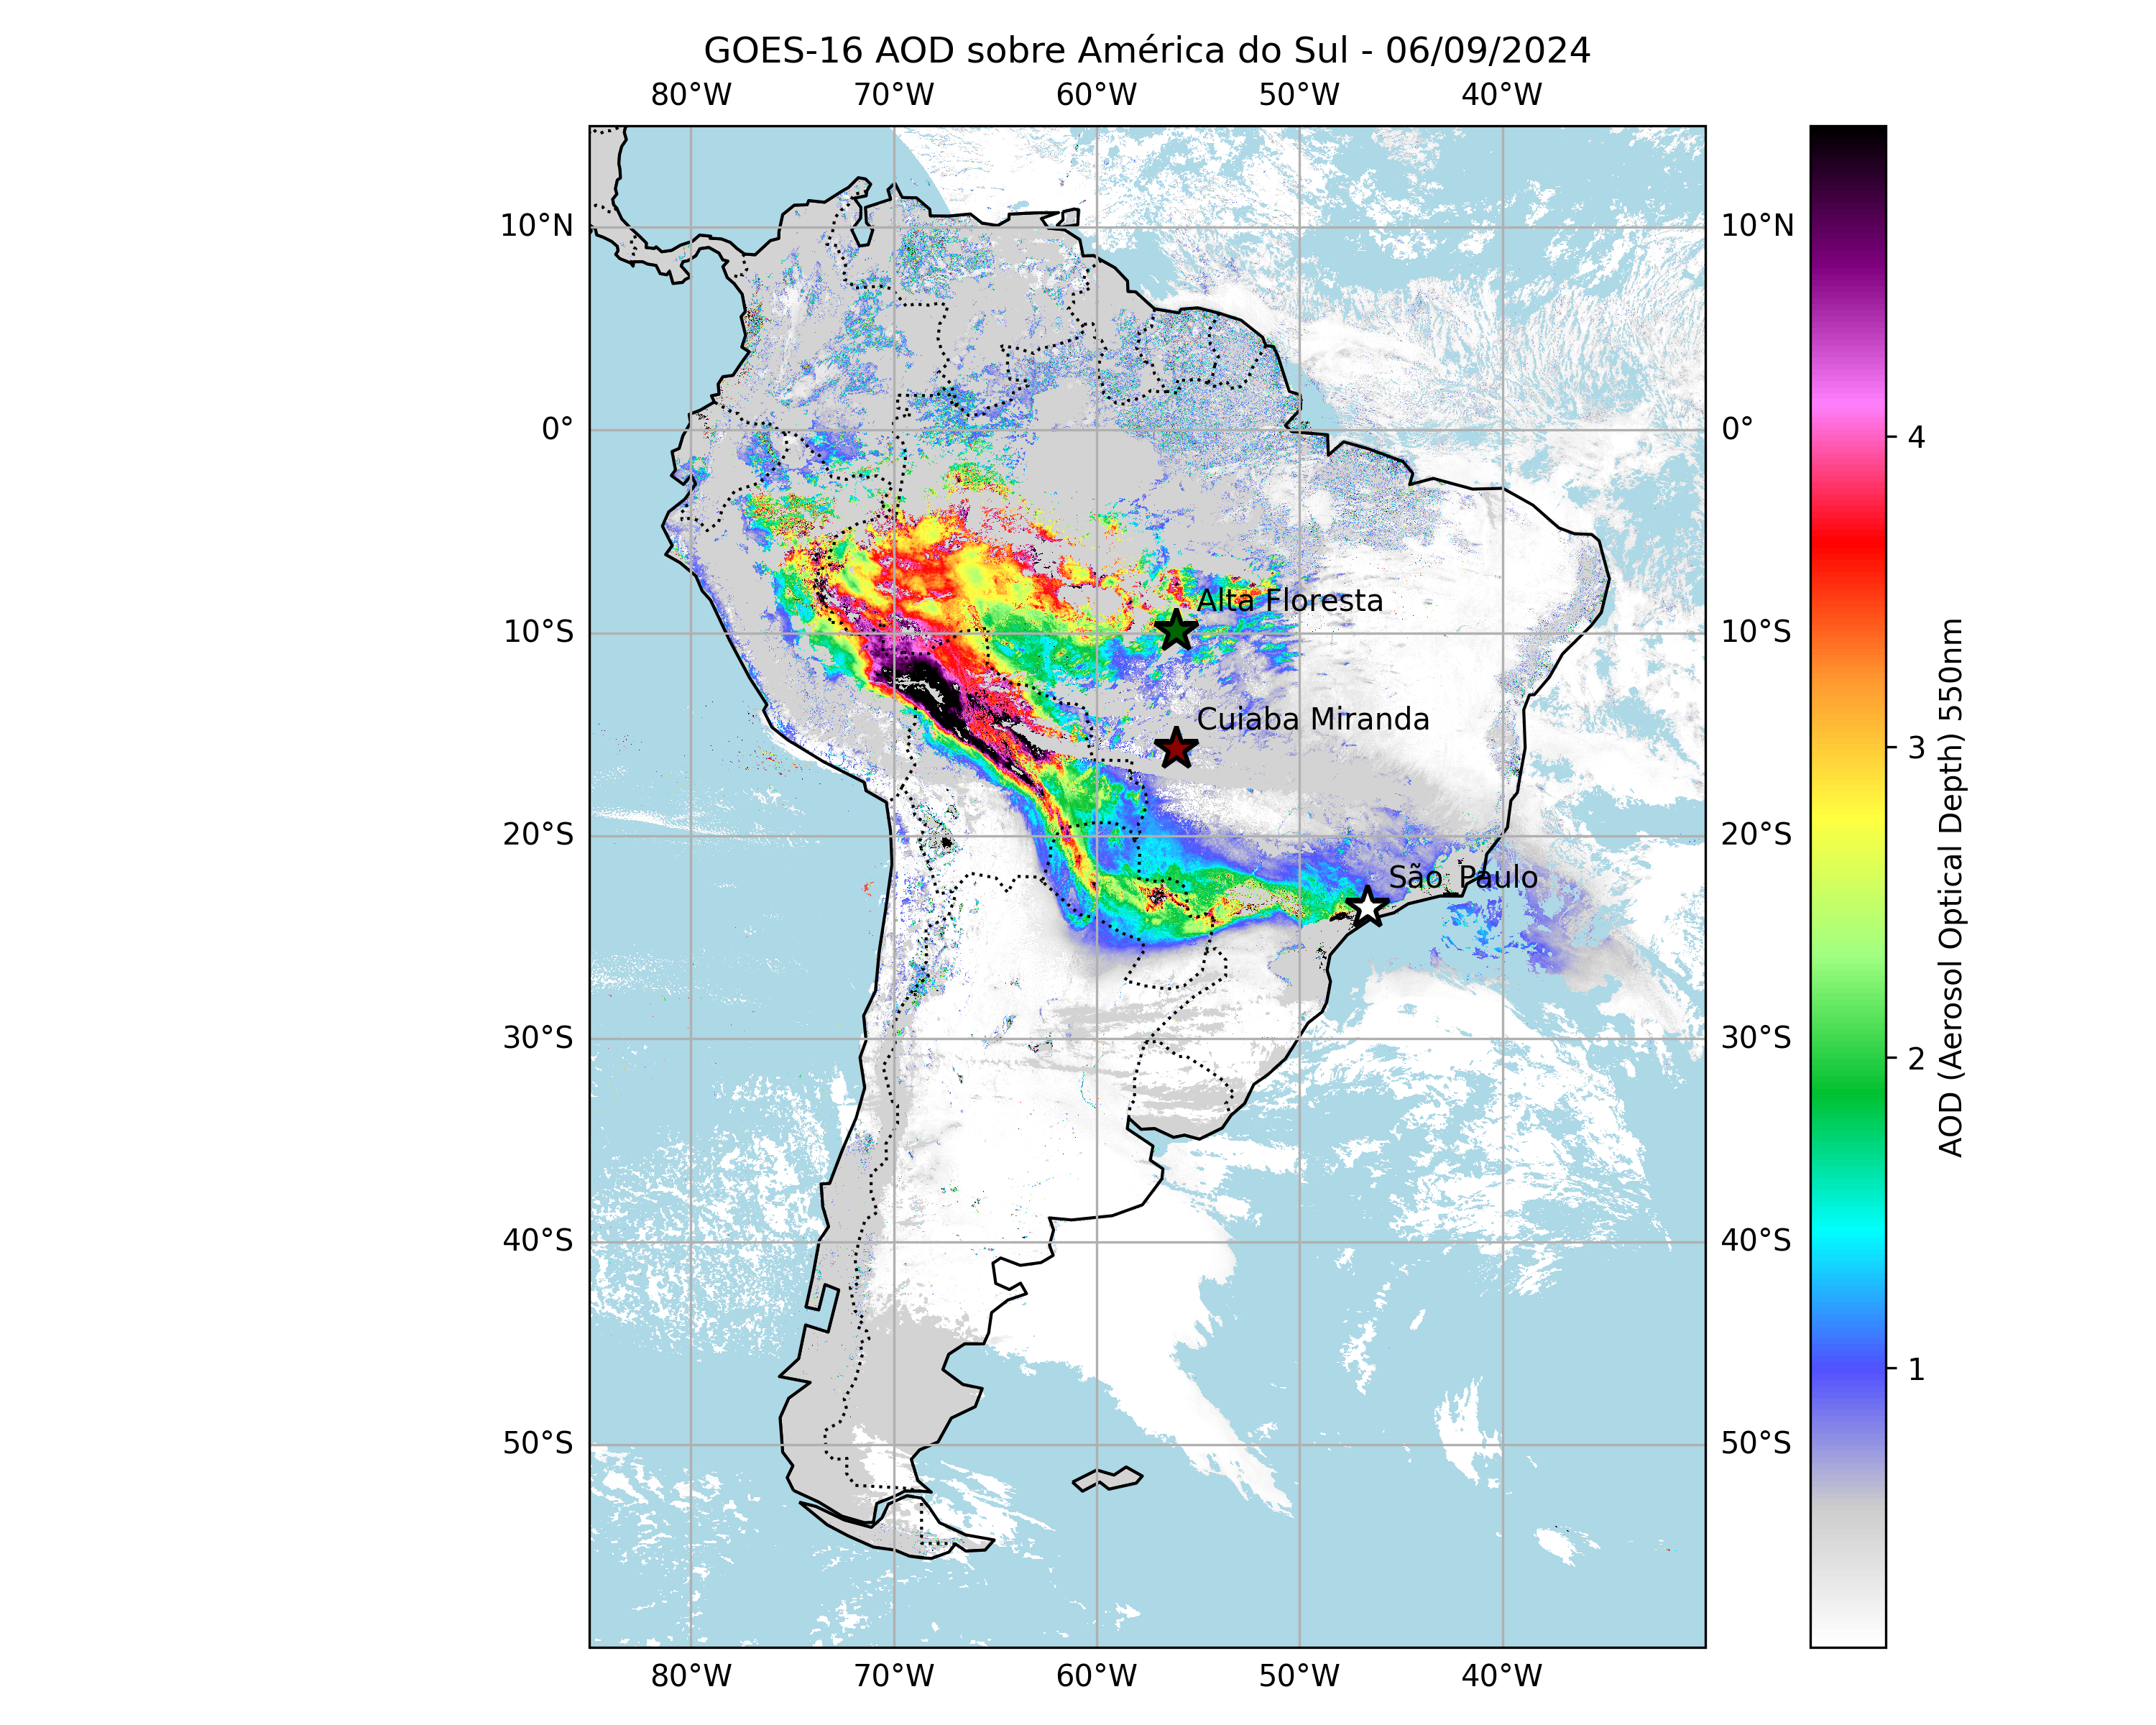 GOES-16 AOD sobre América do Sul - 06/09/2024
80°W 70°W 60°W 50°W 40°W
10°N 10°N
0° 0°
Alta Floresta
10°S 10°S
Cuiaba Miranda
20°S 20°S
São Paulo
30°S 30°S
40°S 40°S
50°S 50°S
80°W 70°W 60°W 50°W 40°W
4
3
2
1
AOD (Aerosol Optical Depth) 550nm